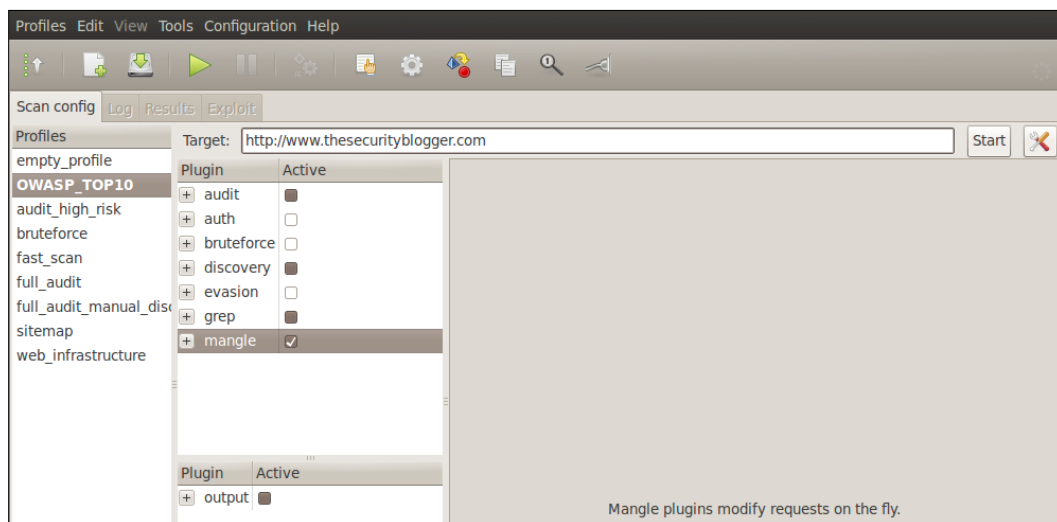 Profiles Edit View Tools Configuration Help
Scan config Log Results Exploit
Profiles
empty_profile
OWASP_TOP10
audit_high_risk
bruteforce
fast_scan
full_audit
full_audit_manual_disc
sitemap
web_infrastructure
Target: http://www.thesecurityblogger.com Start
Plugin Active
audit
auth
bruteforce
discovery
evasion
grep
mangle
Plugin Active
output
Mangle plugins modify requests on the fly.